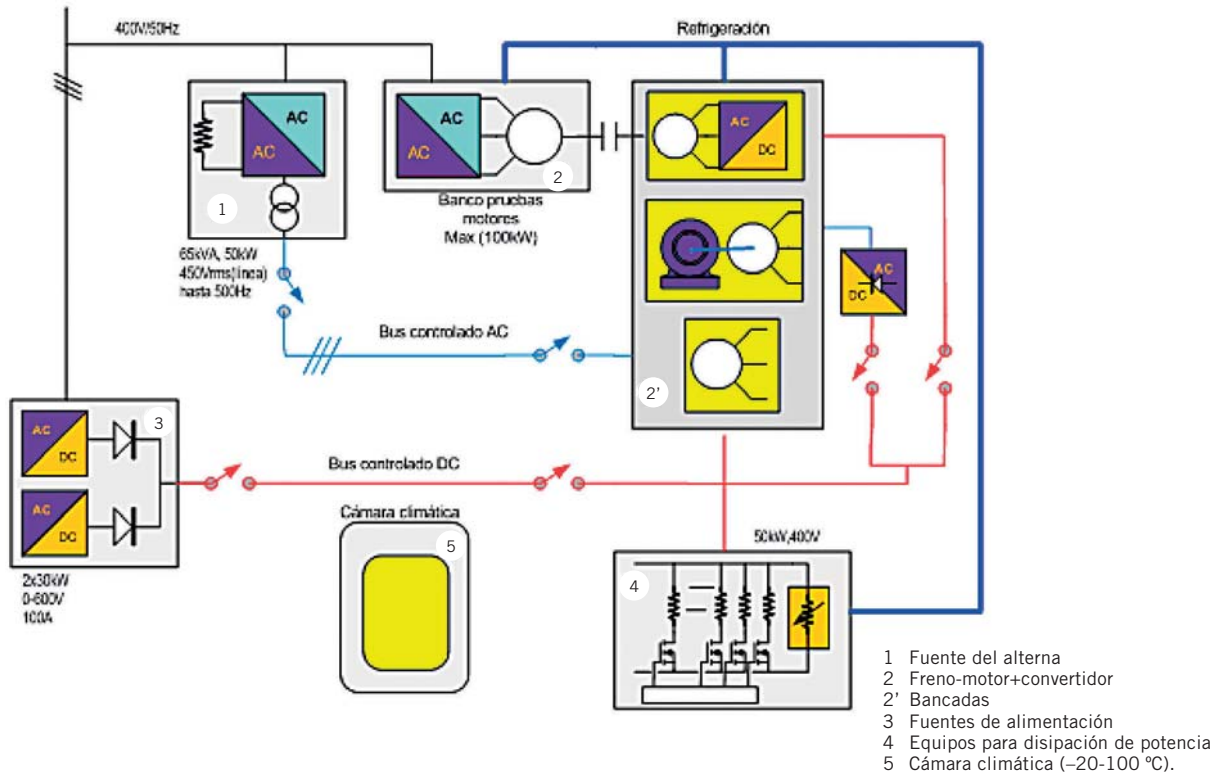 400V/50Hz
Refrigeración
AC
AC
1
65kVA, 50kW
450Vrms(línea)
hasta 500Hz
AC
AC
2
Banco pruebas
motores
Max (100kW)
AC
DC
2'
AC
DC
Bus controlado AC
AC
DC
AC
DC
3
2x30kW
0-600V
100A
Bus controlado DC
Cámara climática
5
50kW,400V
4
1 Fuente del alterna
2 Freno-motor+convertidor
2' Bancadas
3 Fuentes de alimentación
4 Equipos para disipación de potencia
5 Cámara climática (–20-100 ºC).